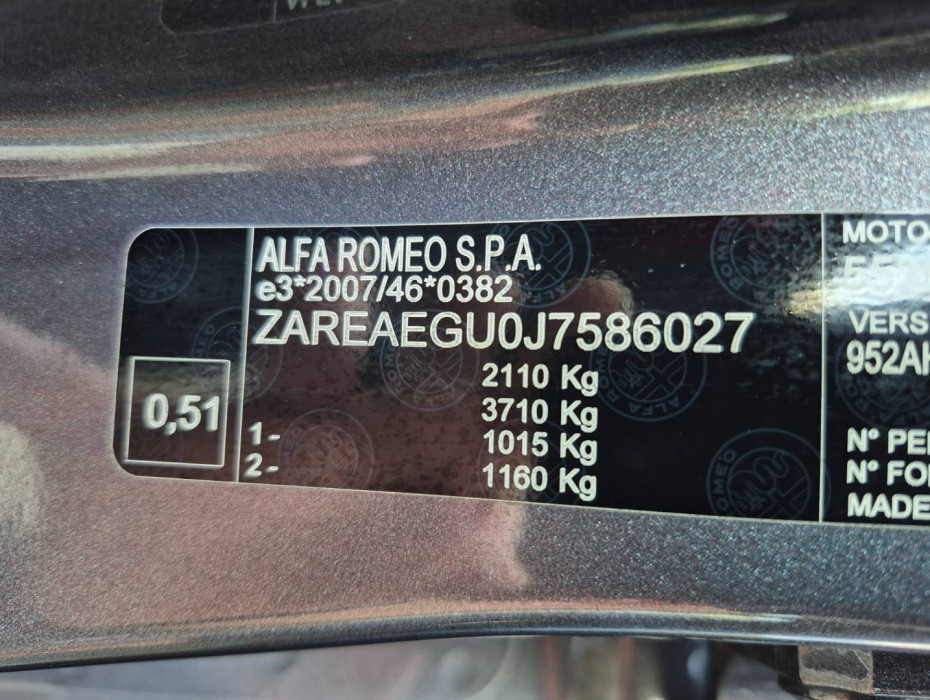 ALFA ROMEO S.P.A.
e3*2007/46*0382
ZAREAEGU0J7586027
2110 Kg
3710 Kg
1- 1015 Kg
2- 1160 Kg
0,51
MOTO
VERS
952A
N° PE
N° FO
MADE